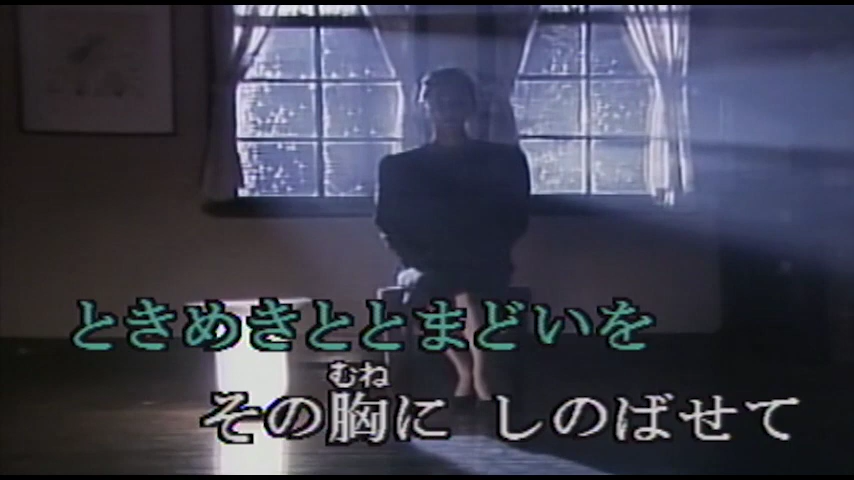 ときめきととまどいを
むね
その胸に しのばせて